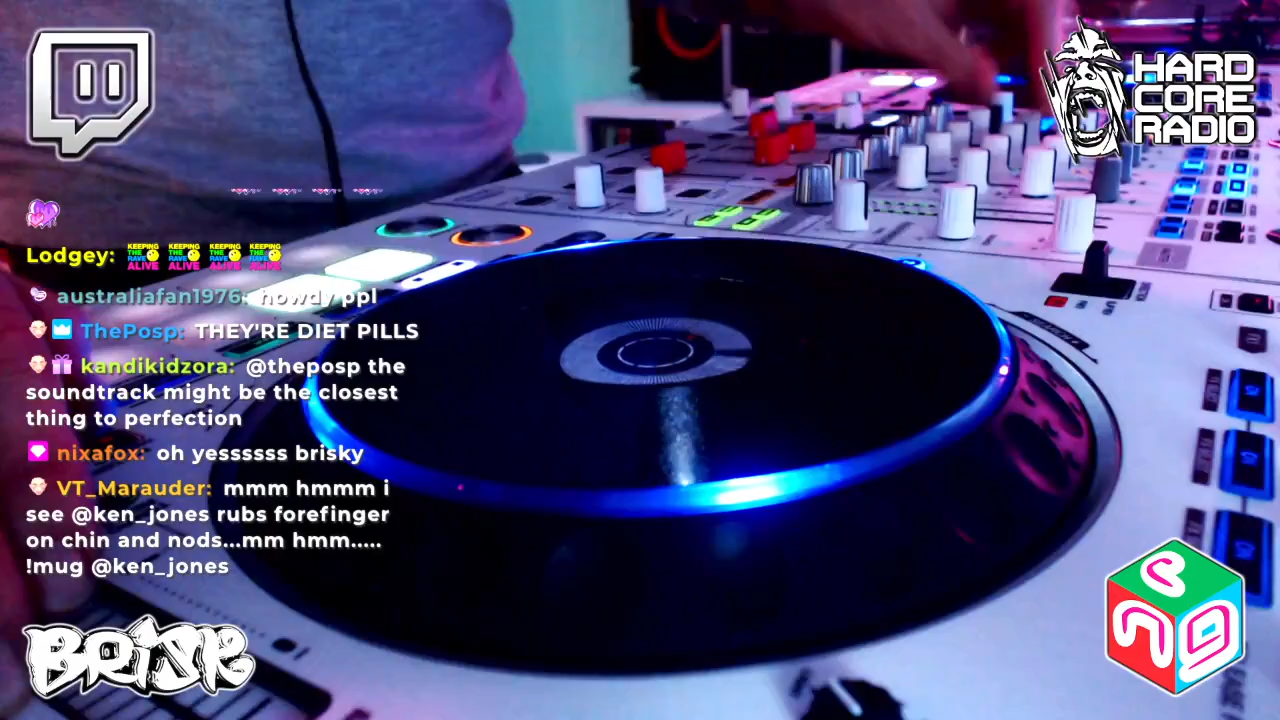 HARD
CORE
RADIO
Lodgey: KEEPING THE RAVE ALIVE KEEPING THE RAVE ALIVE KEEPING THE RAVE ALIVE KEEPING THE RAVE ALIVE
australiafan1976: howdy ppl
ThePosp: THEY'RE DIET PILLS
kandikidzora: @theposp the
soundtrack might be the closest
thing to perfection
nixafox: oh yessssss brisky
VT_Marauder: mmm hmmm i
see @ken_jones rubs forefinger
on chin and nods...mm hmm.....
!mug @ken_jones
BRISK